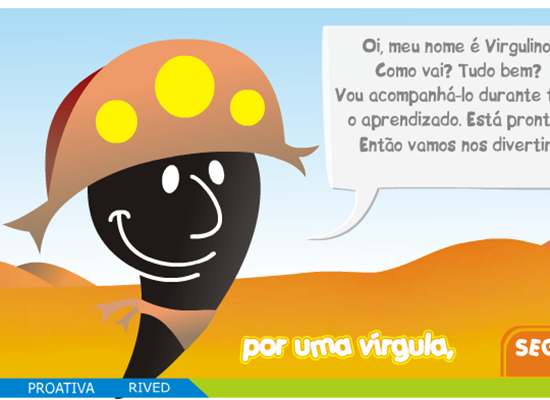 Oi, meu nome é Virgulino
Como vai? Tudo bem?
Vou acompanhá-lo durante
o aprendizado. Está pront
Então vamos nos divertir
por uma vírgula,
SEG
PROATIVA RIVED